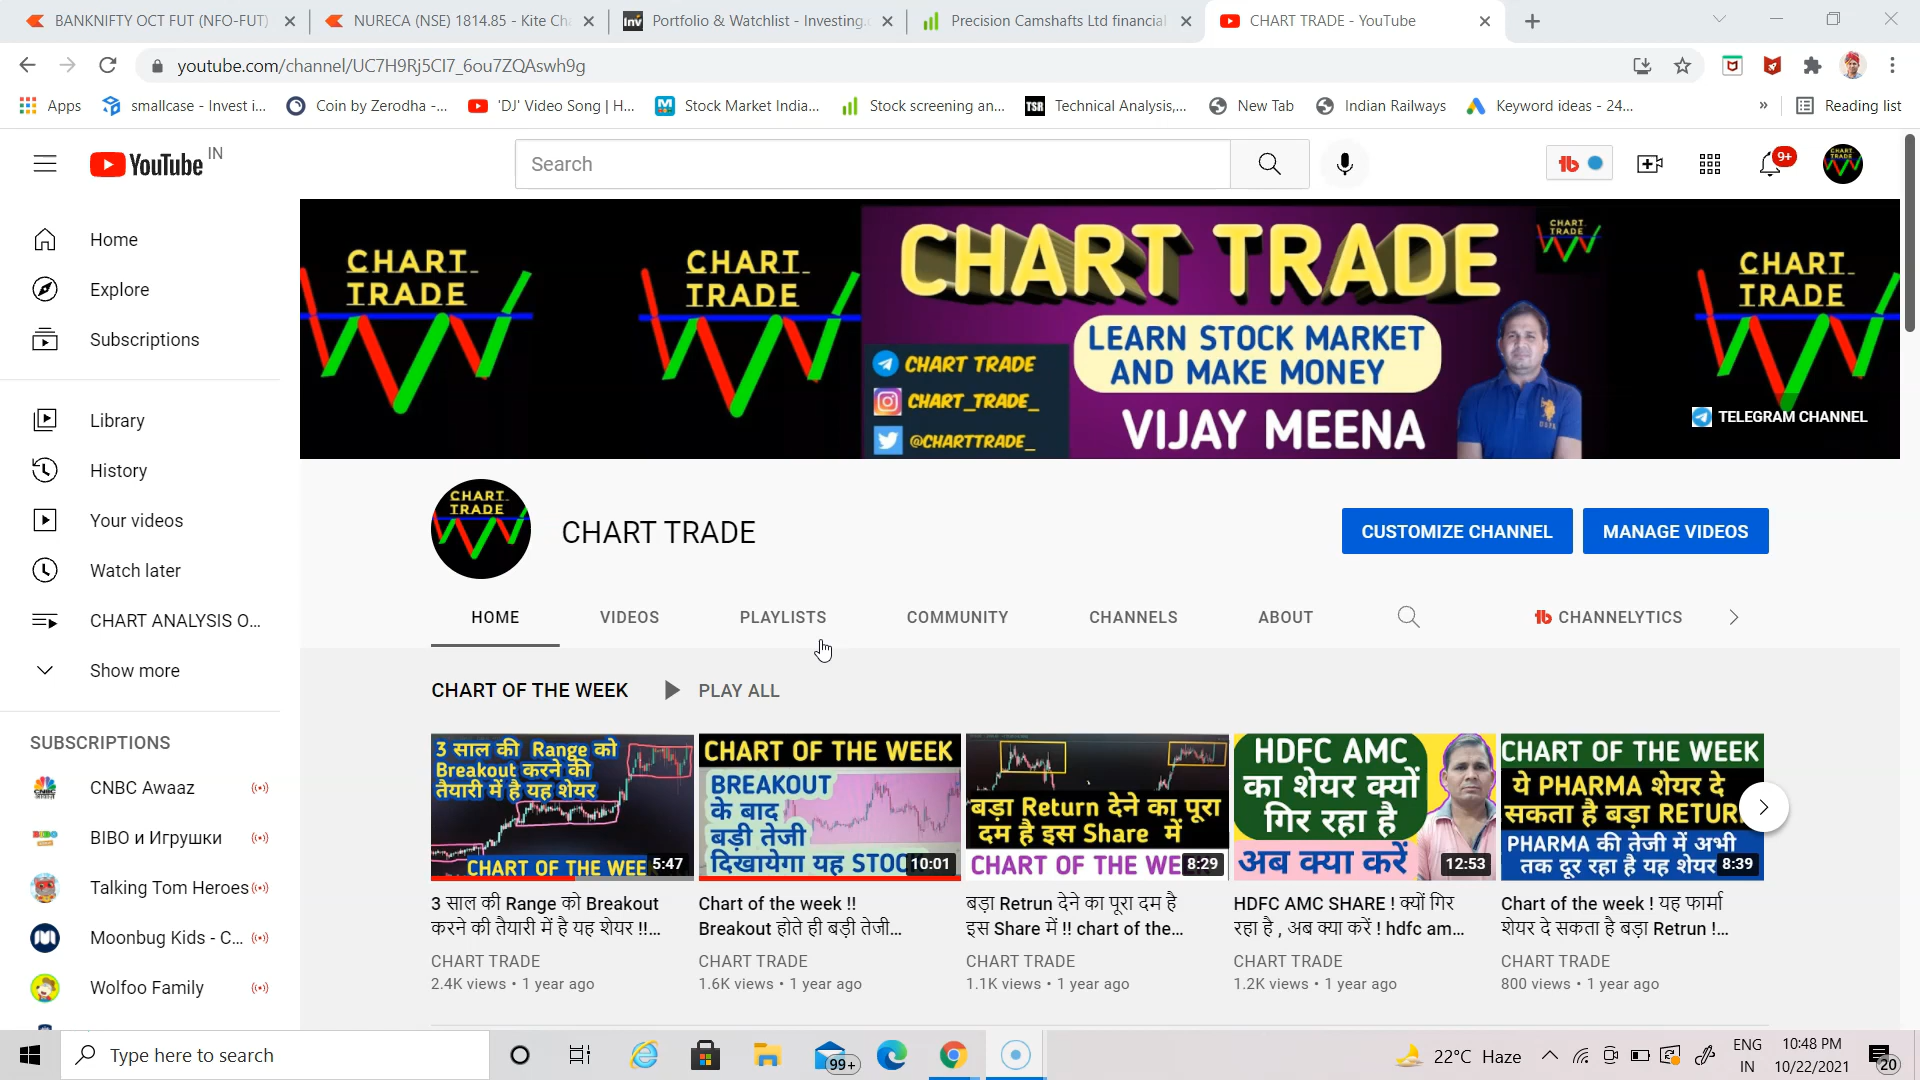 BANKNIFTY OCT FUT (NFO-FUT)
NURECA (NSE) 1814.85 - Kite Ch
Portfolio & Watchlist - Investing.c
Precision Camshafts Ltd financial
CHART TRADE - YouTube
youtube.com/channel/UC7H9Rj5CI7_6ou7ZQAswh9g
Apps
smallcase - Invest i...
Coin by Zerodha -...
'DJ' Video Song | H...
Stock Market India...
Stock screening an...
TSR
Technical Analysis,...
New Tab
Indian Railways
Keyword ideas - 24...
»
Reading list
YouTube IN
Search
tb
9+
Home
Explore
Subscriptions
Library
History
Your videos
Watch later
CHART ANALYSIS O...
Show more
SUBSCRIPTIONS
CNBC Awaaz
BIBO и Игрушки
Talking Tom Heroes
Moonbug Kids - C...
Wolfoo Family
CHART
TRADE
CHART
TRADE
CHART TRADE
CHART
TRADE
LEARN STOCK MARKET
AND MAKE MONEY
VIJAY MEENA
CHART TRADE
CHART_TRADE_
@CHARTTRADE_
CHART
TRADE
TELEGRAM CHANNEL
CHART
TRADE
CHART TRADE
CUSTOMIZE CHANNEL
MANAGE VIDEOS
HOME
VIDEOS
PLAYLISTS
COMMUNITY
CHANNELS
ABOUT
CHANNELYTICS
CHART OF THE WEEK
PLAY ALL
3 साल की Range को
Breakout करने की
तैयारी में है यह शेयर
CHART OF THE WEE
5:47
3 साल की Range को Breakout
करने की तैयारी में है यह शेयर !!...
CHART TRADE
2.4K views • 1 year ago
CHART OF THE WEEK
BREAKOUT
के बाद
बड़ी तेजी
दिखायेगा यह STOC
10:01
Chart of the week !!
Breakout होते ही बड़ी तेजी...
CHART TRADE
1.6K views • 1 year ago
बड़ा Return देने का पूरा
दम है इस Share में
CHART OF THE WE
8:29
बड़ा Retrun देने का पूरा दम है
इस Share में !! chart of the...
CHART TRADE
1.1K views • 1 year ago
HDFC AMC
का शेयर क्यों
गिर रहा है
अब क्या करें
12:53
HDFC AMC SHARE ! क्यों गिर
रहा है , अब क्या करें ! hdfc am...
CHART TRADE
1.2K views • 1 year ago
CHART OF THE WEEK
ये PHARMA शेयर दे
सकता है बड़ा RETUR
PHARMA की तेजी में अभी
तक दूर रहा है यह शेयर
8:39
Chart of the week ! यह फार्मा
शेयर दे सकता है बड़ा Retrun !...
CHART TRADE
800 views • 1 year ago
Type here to search
99+
22°C Haze
ENG
IN
10:48 PM
10/22/2021
20